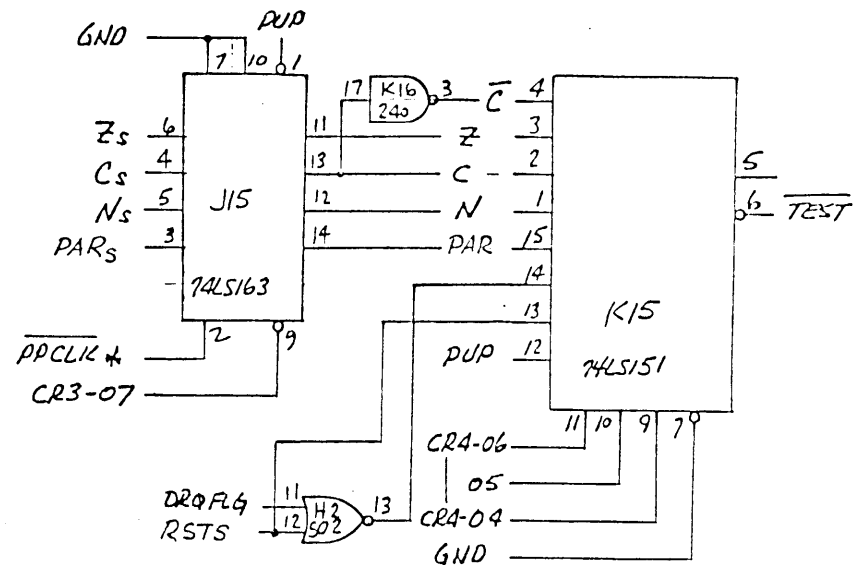 PUP
GND
7 10 1
17 K16 3 C̅ 4
240
Zs 6 11 Z 3
Cs 4 13 C - 2 5
Ns 5 J15 12 N 1 6 T̅E̅S̅T̅
PARs 3 14 PAR 15
14
74LS163 13 K15
PUP 12 74LS151
P̅P̅C̅L̅K̅ * 2 9
CR3-07
11 10 9 7
CR4-06
05
DRQFLG 11 H2 13 CR4-04
RSTS 12 S02
GND